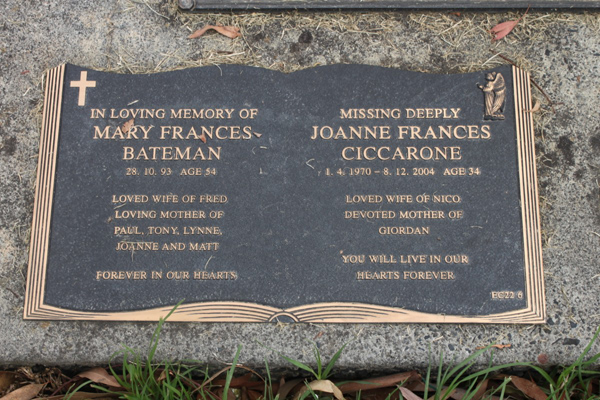 IN LOVING MEMORY OF
MARY FRANCES
BATEMAN
28. 10. 93 AGE 54
LOVED WIFE OF FRED
LOVING MOTHER OF
PAUL, TONY, LYNNE,
JOANNE AND MATT
FOREVER IN OUR HEARTS
MISSING DEEPLY
JOANNE FRANCES
CICCARONE
1. 4. 1970 – 8. 12. 2004 AGE 34
LOVED WIFE OF NICO
DEVOTED MOTHER OF
GIORDAN
YOU WILL LIVE IN OUR
HEARTS FOREVER
EC22 6